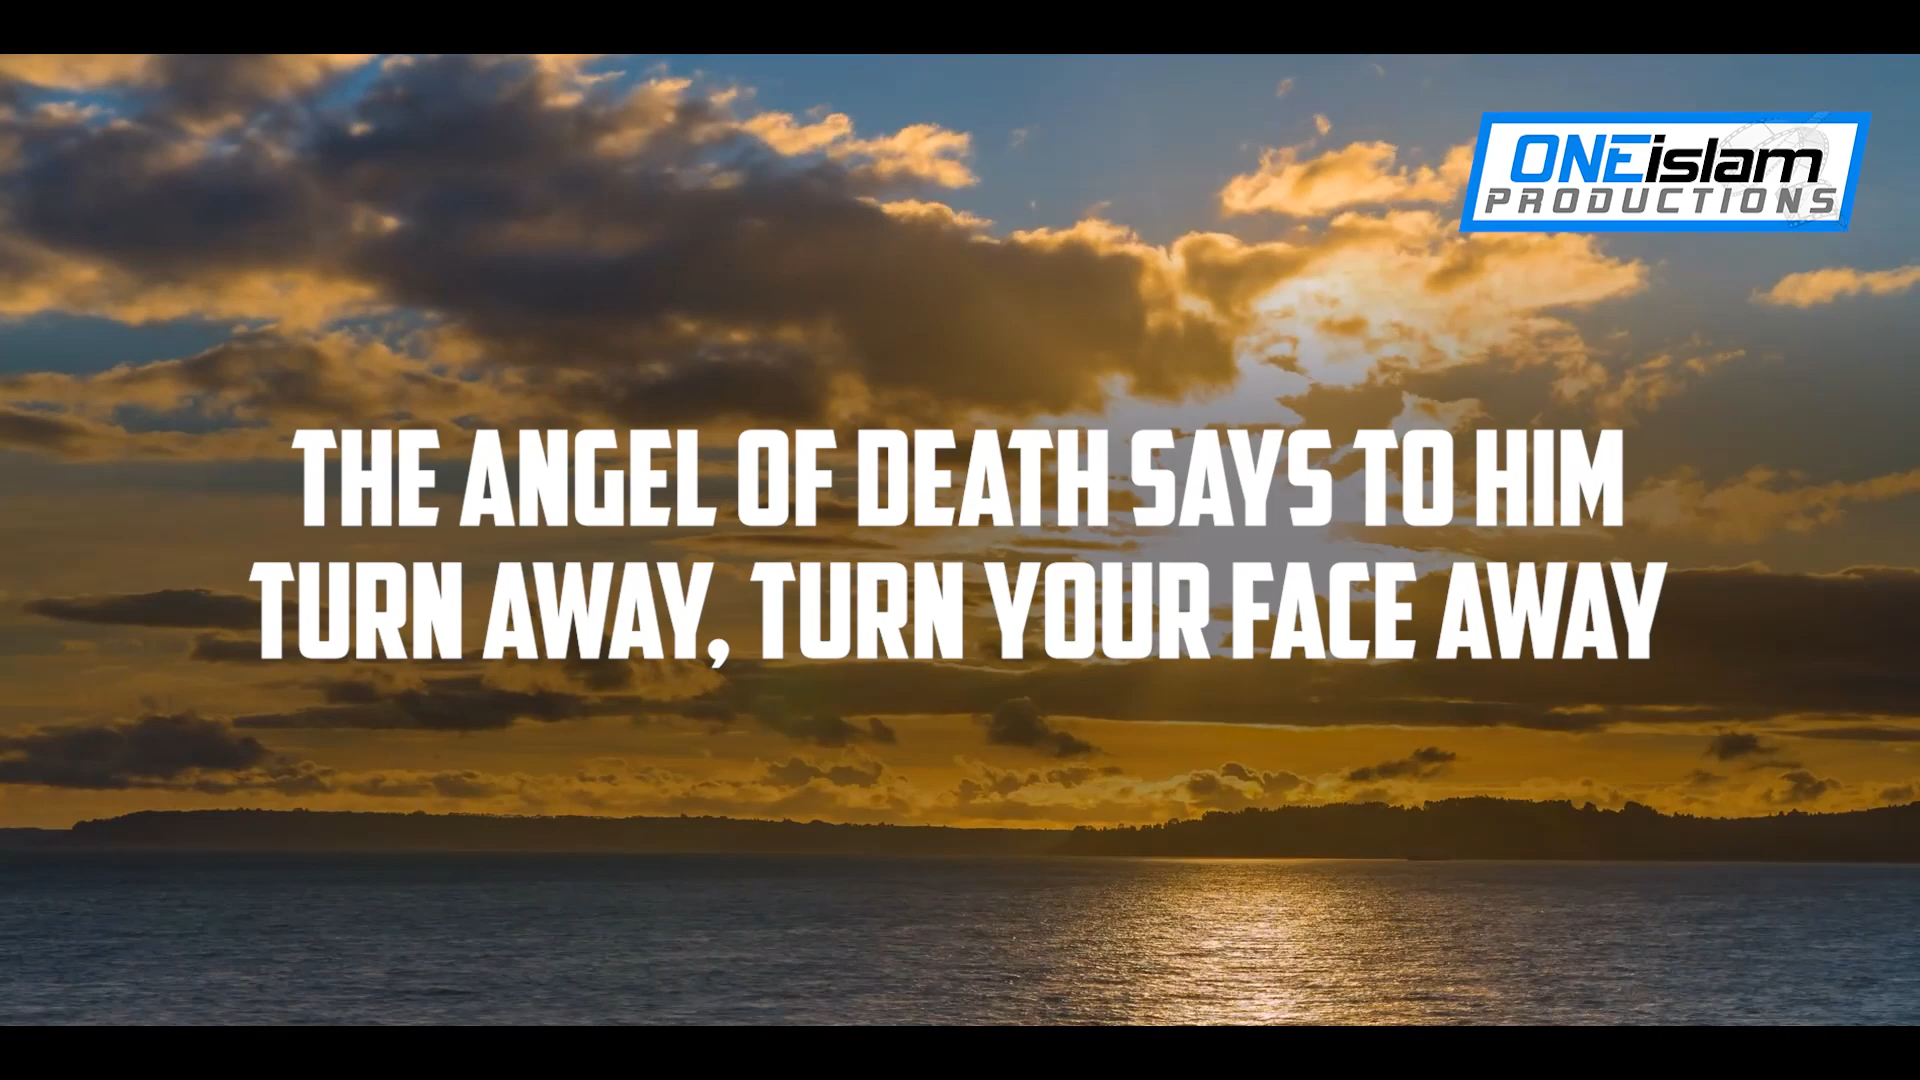 ONEislam
PRODUCTIONS
THE ANGEL OF DEATH SAYS TO HIM
TURN AWAY, TURN YOUR FACE AWAY